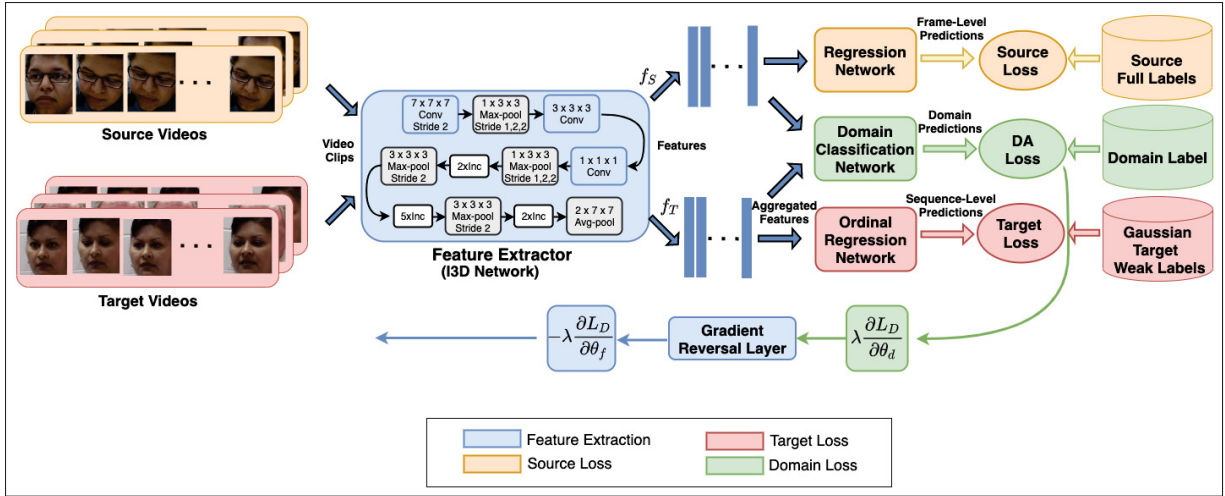 Source Videos
Target Videos
Video
Clips
7 x 7 x 7
Conv
Stride 2
1 x 3 x 3
Max-pool
Stride 1,2,2
3 x 3 x 3
Conv
3 x 3 x 3
Max-pool
Stride 2
2xInc
1 x 3 x 3
Max-pool
Stride 1,2,2
1 x 1 x 1
Conv
5xInc
3 x 3 x 3
Max-pool
Stride 2
2xInc
2 x 7 x 7
Avg-pool
Feature Extractor
(I3D Network)
Features
f_S
f_T
. . .
. . .
. . .
. . .
Aggregated
Features
Regression
Network
Frame-Level
Predictions
Source
Loss
Source
Full Labels
Domain
Classification
Network
Domain
Predictions
DA
Loss
Domain Label
Ordinal
Regression
Network
Sequence-Level
Predictions
Target
Loss
Gaussian
Target
Weak Labels
−λ ∂L_D/∂θ_f
Gradient
Reversal Layer
λ ∂L_D/∂θ_d
Feature Extraction
Source Loss
Target Loss
Domain Loss